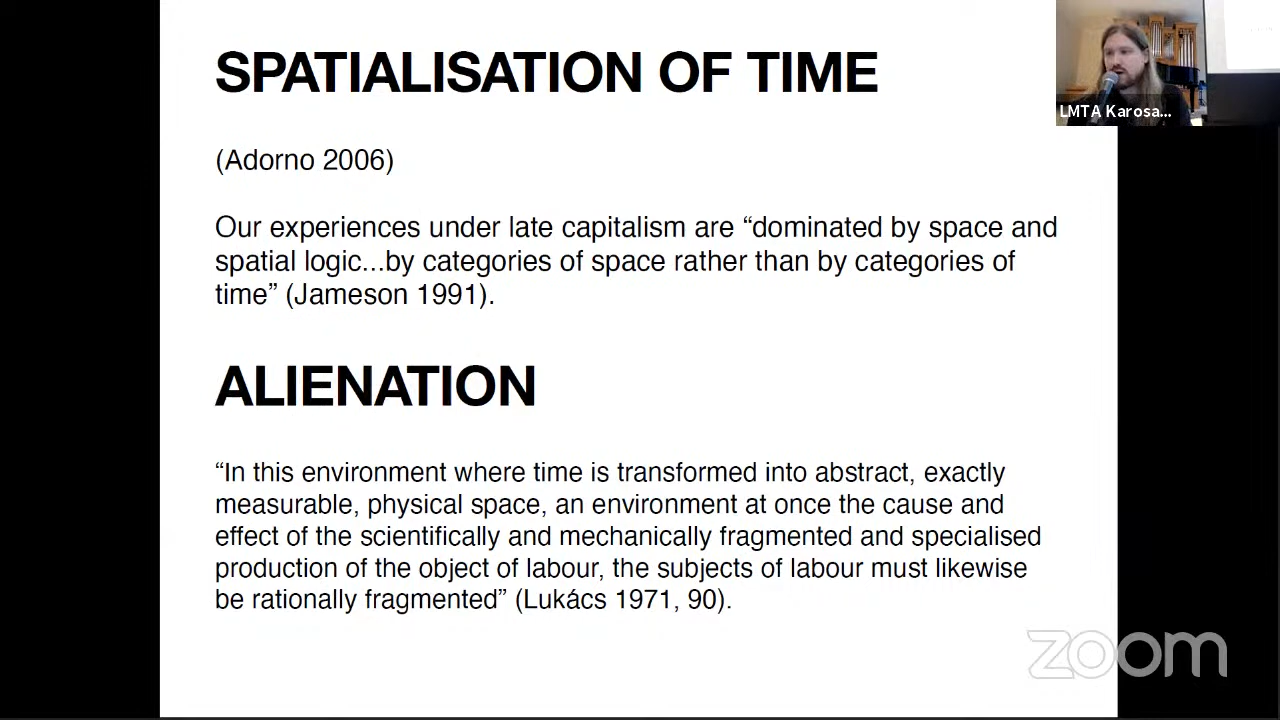 SPATIALISATION OF TIME
LMTA Karosa...
(Adorno 2006)
Our experiences under late capitalism are “dominated by space and
spatial logic...by categories of space rather than by categories of
time” (Jameson 1991).
ALIENATION
“In this environment where time is transformed into abstract, exactly
measurable, physical space, an environment at once the cause and
effect of the scientifically and mechanically fragmented and specialised
production of the object of labour, the subjects of labour must likewise
be rationally fragmented” (Lukács 1971, 90).
zoom